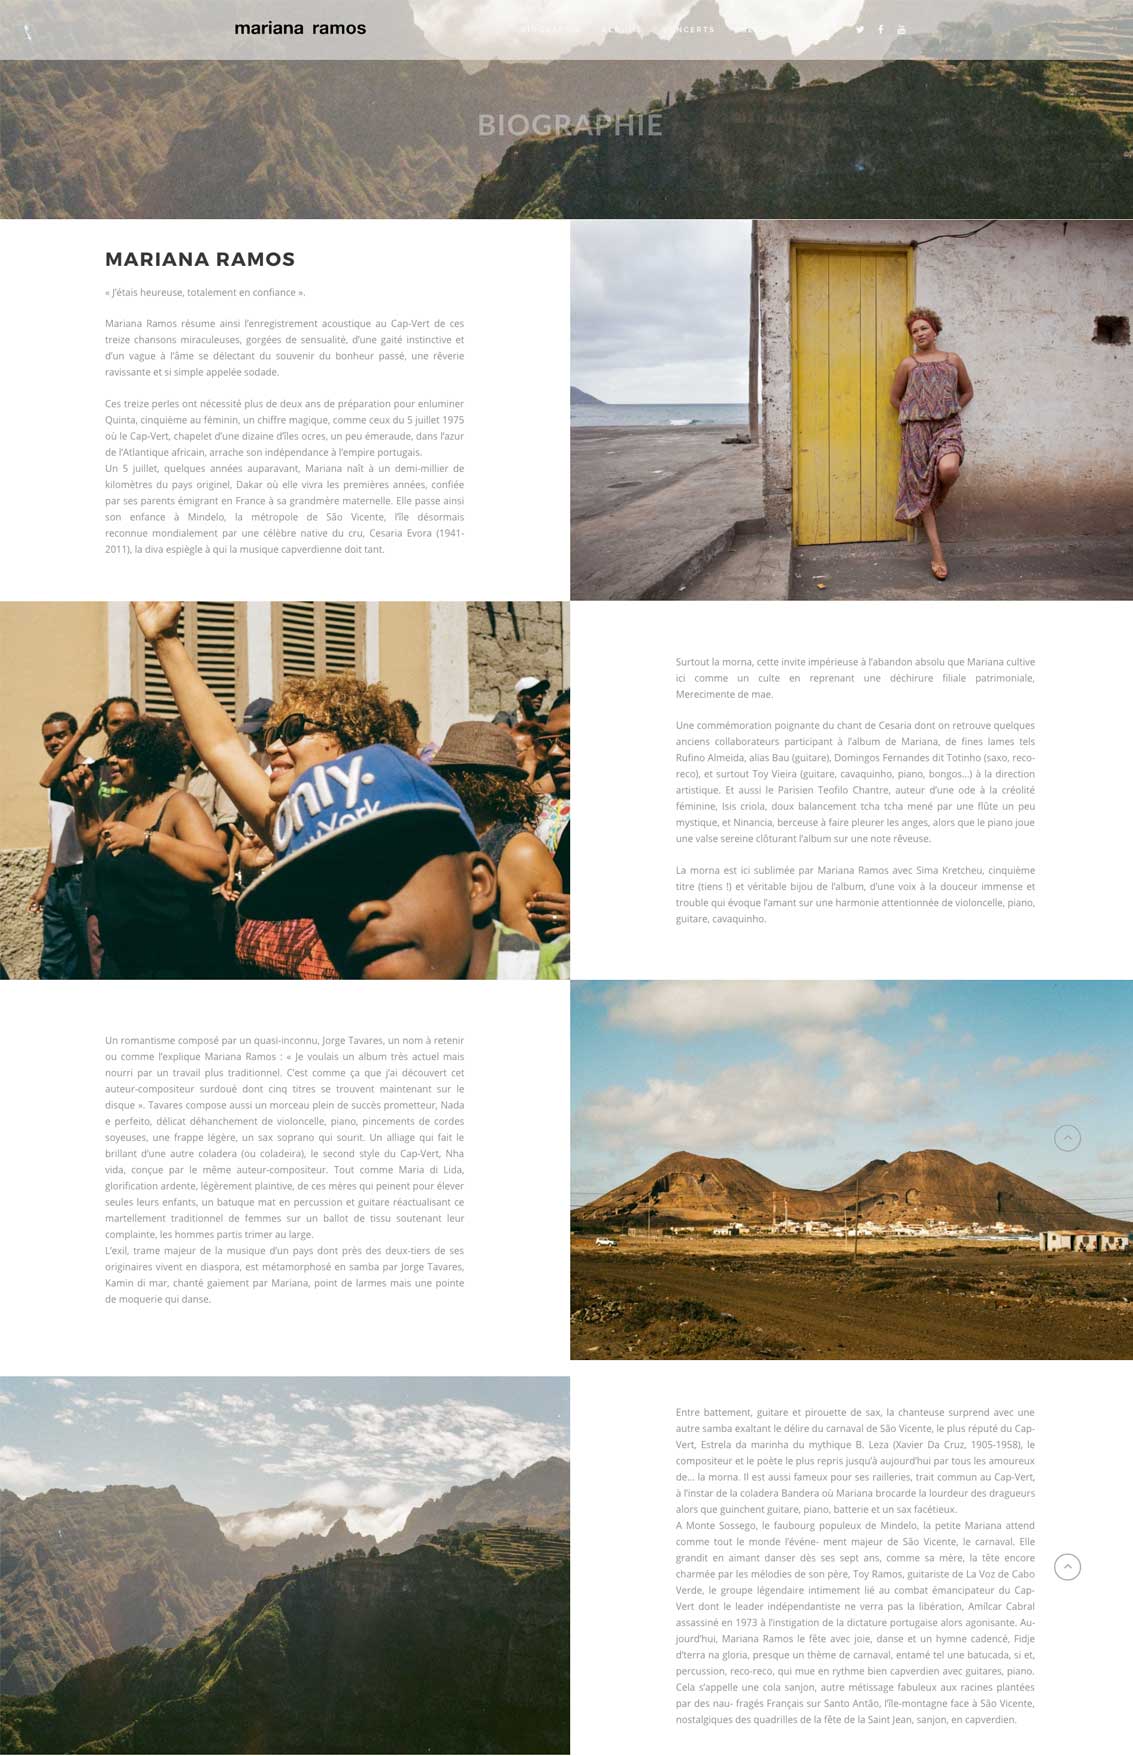 mariana ramos
CONCERTS
BIOGRAPHIE
MARIANA RAMOS
« J’étais heureuse, totalement en confiance ».
Mariana Ramos résume ainsi l’enregistrement acoustique au Cap-Vert de ces
treize chansons miraculeuses, gorgées de sensualité, d’une gaité instinctive et
d’un vague à l’âme se délectant du souvenir du bonheur passé, une rêverie
ravissante et si simple appelée sodade.
Ces treize perles ont nécessité plus de deux ans de préparation pour enluminer
Quinta, cinquième au féminin, un chiffre magique, comme ceux du 5 juillet 1975
où le Cap-Vert, chapelet d’une dizaine d’îles ocres, un peu émeraude, dans l’azur
de l’Atlantique africain, arrache son indépendance à l’empire portugais.
Un 5 juillet, quelques années auparavant, Mariana naît à un demi-millier de
kilomètres du pays originel, Dakar où elle vivra les premières années, confiée
par ses parents émigrant en France à sa grandmère maternelle. Elle passe ainsi
son enfance à Mindelo, la métropole de São Vicente, l’île désormais
reconnue mondialement par une célèbre native du cru, Cesaria Evora (1941-
2011), la diva espiègle à qui la musique capverdienne doit tant.
only.
New York
Surtout la morna, cette invite impérieuse à l’abandon absolu que Mariana cultive
ici comme un culte en reprenant une déchirure filiale patrimoniale,
Merecimente de mae.
Une commémoration poignante du chant de Cesaria dont on retrouve quelques
anciens collaborateurs participant à l’album de Mariana, de fines lames tels
Rufino Almeida, alias Bau (guitare), Domingos Fernandes dit Totinho (saxo, reco-
reco), et surtout Toy Vieira (guitare, cavaquinho, piano, bongos...) à la direction
artistique. Et aussi le Parisien Teofilo Chantre, auteur d’une ode à la créolité
féminine, Isis criola, doux balancement tcha tcha mené par une flûte un peu
mystique, et Ninancia, berceuse à faire pleurer les anges, alors que le piano joue
une valse sereine clôturant l’album sur une note rêveuse.
La morna est ici sublimée par Mariana Ramos avec Sima Kretcheu, cinquième
titre (tiens !) et véritable bijou de l’album, d’une voix à la douceur immense et
trouble qui évoque l’amant sur une harmonie attentionnée de violoncelle, piano,
guitare, cavaquinho.
Un romantisme composé par un quasi-inconnu, Jorge Tavares, un nom à retenir
ou comme l’explique Mariana Ramos : « Je voulais un album très actuel mais
nourri par un travail plus traditionnel. C’est comme ça que j’ai découvert cet
auteur-compositeur surdoué dont cinq titres se trouvent maintenant sur le
disque ». Tavares compose aussi un morceau plein de succès prometteur, Nada
e perfeito, délicat déhanchement de violoncelle, piano, pincements de cordes
soyeuses, une frappe légère, un sax soprano qui sourit. Un alliage qui fait le
brillant d’une autre coladera (ou coladeira), le second style du Cap-Vert, Nha
vida, conçue par le même auteur-compositeur. Tout comme Maria di Lida,
glorification ardente, légèrement plaintive, de ces mères qui peinent pour élever
seules leurs enfants, un batuque mat en percussion et guitare réactualisant ce
martellement traditionnel de femmes sur un ballot de tissu soutenant leur
complainte, les hommes partis trimer au large.
L’exil, trame majeur de la musique d’un pays dont près des deux-tiers de ses
originaires vivent en diaspora, est métamorphosé en samba par Jorge Tavares,
Kamin di mar, chanté gaiement par Mariana, point de larmes mais une pointe
de moquerie qui danse.
Entre battement, guitare et pirouette de sax, la chanteuse surprend avec une
autre samba exaltant le délire du carnaval de São Vicente, le plus réputé du Cap-
Vert, Estrela da marinha du mythique B. Leza (Xavier Da Cruz, 1905-1958), le
compositeur et le poète le plus repris jusqu’à aujourd’hui par tous les amoureux
de... la morna. Il est aussi fameux pour ses railleries, trait commun au Cap-Vert,
à l’instar de la coladera Bandera où Mariana brocarde la lourdeur des dragueurs
alors que guinchent guitare, piano, batterie et un sax facétieux.
A Monte Sossego, le faubourg populeux de Mindelo, la petite Mariana attend
comme tout le monde l’événe- ment majeur de São Vicente, le carnaval. Elle
grandit en aimant danser dès ses sept ans, comme sa mère, la tête encore
charmée par les mélodies de son père, Toy Ramos, guitariste de La Voz de Cabo
Verde, le groupe légendaire intimement lié au combat émancipateur du Cap-
Vert dont le leader indépendantiste ne verra pas la libération, Amílcar Cabral
assassiné en 1973 à l’instigation de la dictature portugaise alors agonisante. Au-
jourd’hui, Mariana Ramos le fête avec joie, danse et un hymne cadencé, Fidje
d’terra na gloria, presque un thème de carnaval, entamé tel une batucada, si et,
percussion, reco-reco, qui mue en rythme bien capverdien avec guitares, piano.
Cela s’appelle une cola sanjon, autre métissage fabuleux aux racines plantées
par des nau- fragés Français sur Santo Antão, l’île-montagne face à São Vicente,
nostalgiques des quadrilles de la fête de la Saint Jean, sanjon, en capverdien.